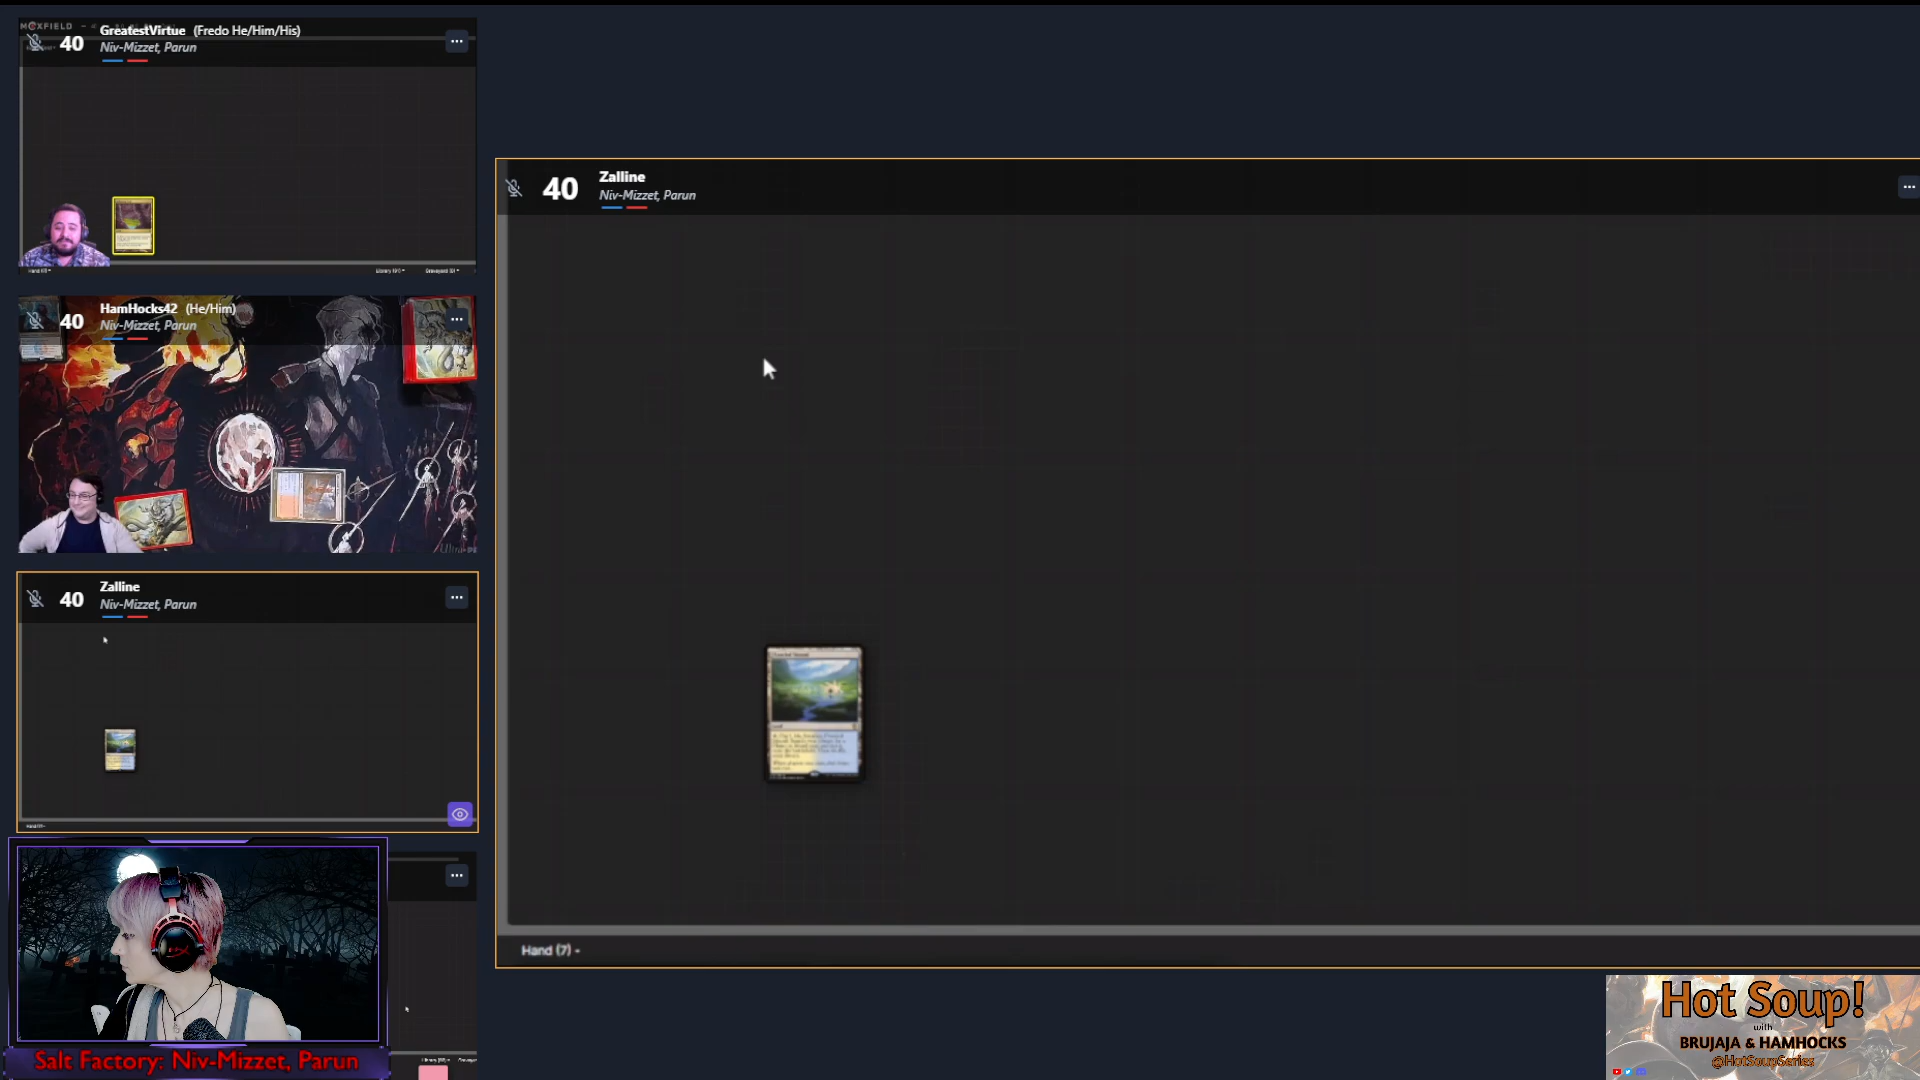 MOXFIELD
40
GreatestVirtue (Fredo He/Him/His)
Niv-Mizzet, Parun
HamHocks42 (He/Him)
40
Niv-Mizzet, Parun
Zalline
40
Niv-Mizzet, Parun
Zalline
40
Niv-Mizzet, Parun
Hand (7)
Salt Factory: Niv-Mizzet, Parun
Hot Soup!
with
BRUJAJA & HAMHOCKS
@HotSoupSeries